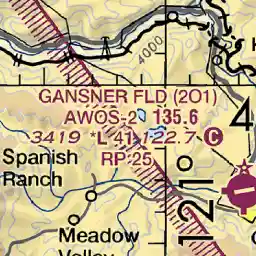 4000
GANSNER FLD (2O1)
AWOS-2 135.6
3419 *L 41 122.7 C
RP 25
4
Spanish
Ranch
121°
Meadow
Valley